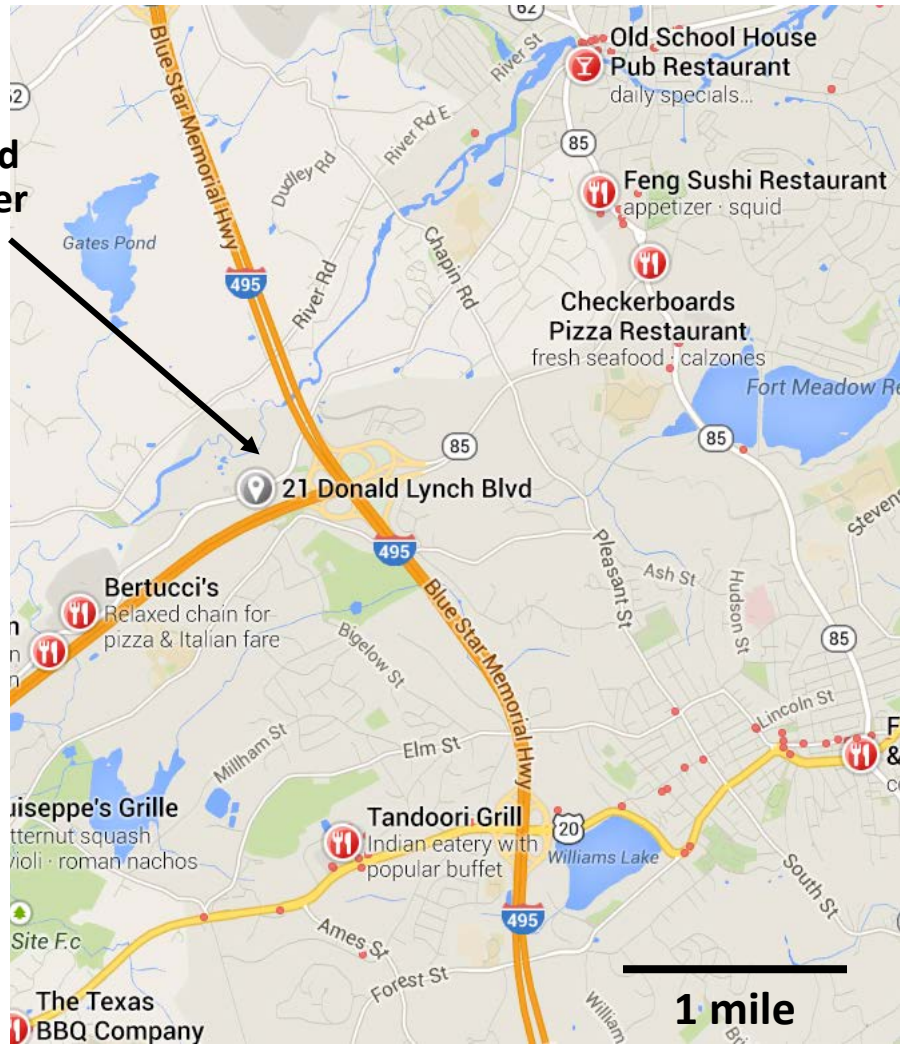 62
Old School House
Pub Restaurant
daily specials...
River St
Blue Star Memorial Hwy
River Rd E
85
Dudley Rd
Feng Sushi Restaurant
appetizer · squid
Gates Pond
Chapin Rd
495
River Rd
Checkerboards
Pizza Restaurant
fresh seafood · calzones
Fort Meadow Re
85
85
21 Donald Lynch Blvd
495
Pleasant St
Ash St
Hudson St
Bertucci's
Relaxed chain for
pizza & Italian fare
Blue Star Memorial Hwy
Bigelow St
85
Lincoln St
Elm St
Millham St
F
&
Tandoori Grill
Indian eatery with
popular buffet
20
Williams Lake
uiseppe's Grille
tternut squash
violi · roman nachos
South St
495
Ames St
Site F.c
Forest St
William
1 mile
The Texas
BBQ Company